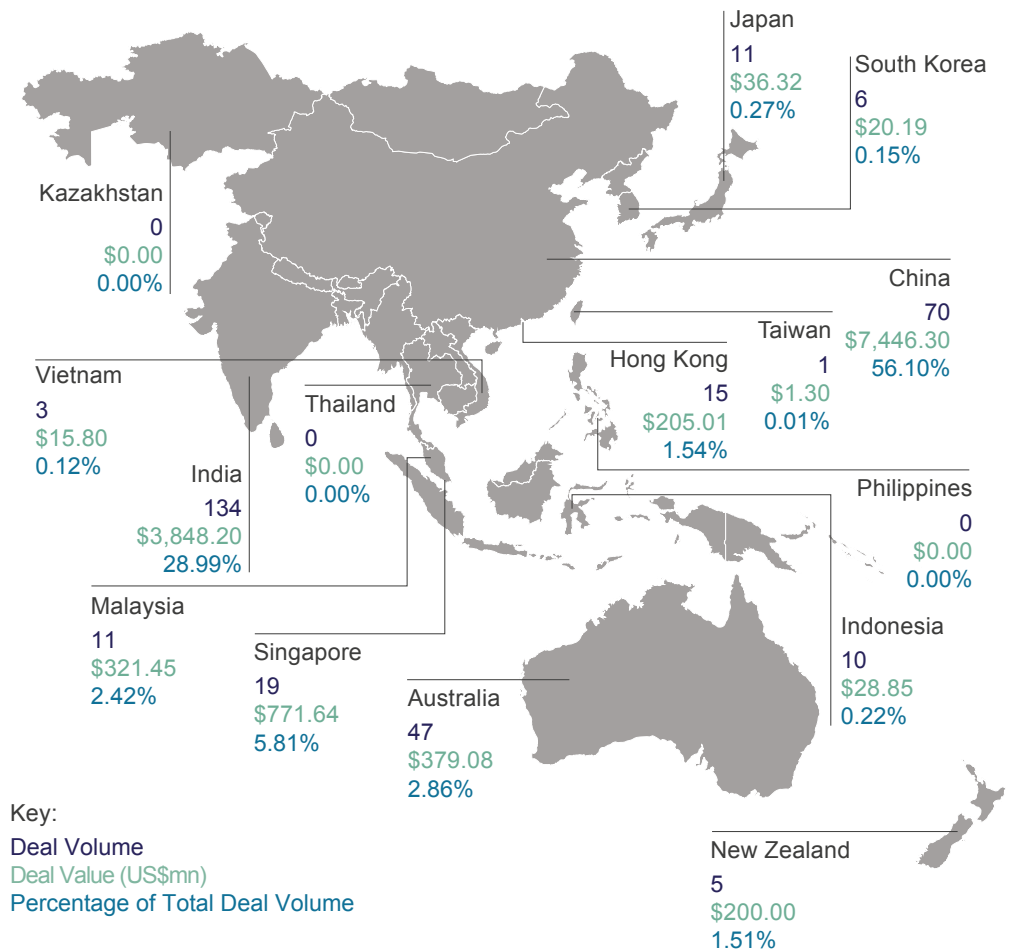 Japan
11
$36.32
0.27%
South Korea
6
$20.19
0.15%
Kazakhstan
0
$0.00
0.00%
China
70
$7,446.30
56.10%
Taiwan
1
$1.30
0.01%
Hong Kong
15
$205.01
1.54%
Vietnam
3
$15.80
0.12%
Thailand
0
$0.00
0.00%
India
134
$3,848.20
28.99%
Philippines
0
$0.00
0.00%
Malaysia
11
$321.45
2.42%
Singapore
19
$771.64
5.81%
Australia
47
$379.08
2.86%
Indonesia
10
$28.85
0.22%
New Zealand
5
$200.00
1.51%
Key:
Deal Volume
Deal Value (US$mn)
Percentage of Total Deal Volume